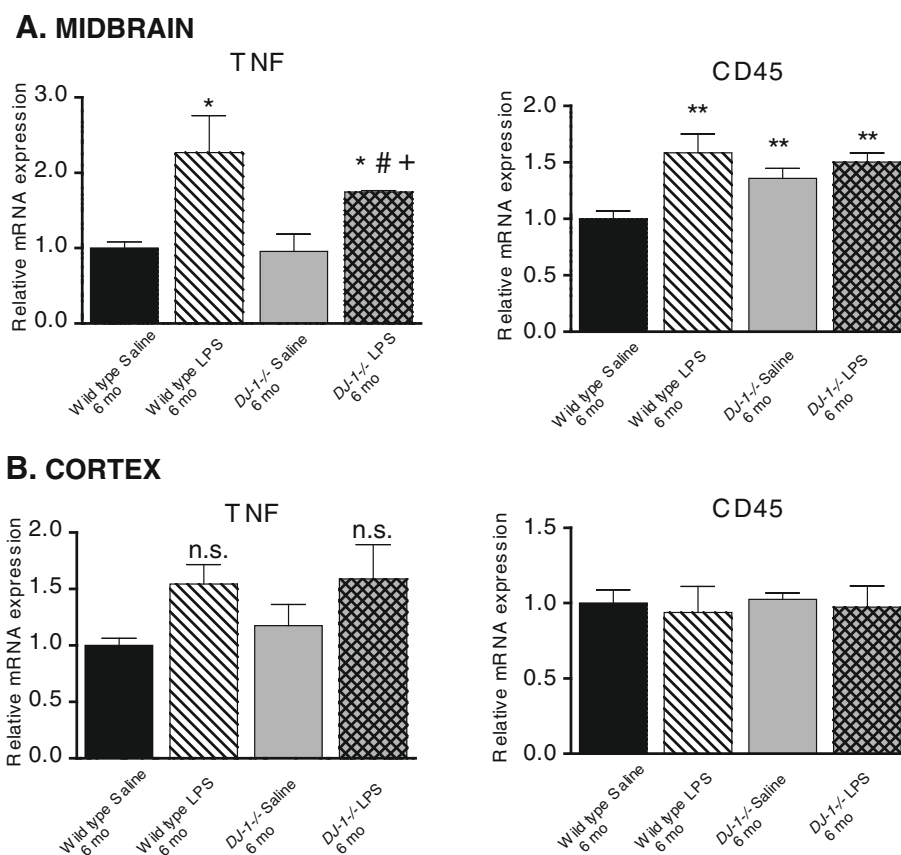 A. MIDBRAIN
TNF
Relative mRNA expression
3.0
2.0
1.0
0.0
*
* # +
Wild type Saline
6 mo
Wild type LPS
6 mo
DJ-1-/- Saline
6 mo
DJ-1-/- LPS
6 mo
CD45
Relative mRNA expression
2.0
1.5
1.0
0.5
0.0
**
**
**
Wild type Saline
6 mo
Wild type LPS
6 mo
DJ-1-/- Saline
6 mo
DJ-1-/- LPS
6 mo
B. CORTEX
TNF
Relative mRNA expression
2.0
1.5
1.0
0.5
0.0
n.s.
n.s.
Wild type Saline
6 mo
Wild type LPS
6 mo
DJ-1-/- Saline
6 mo
DJ-1-/- LPS
6 mo
CD45
Relative mRNA expression
1.5
1.0
0.5
0.0
Wild type Saline
6 mo
Wild type LPS
6 mo
DJ-1-/- Saline
6 mo
DJ-1-/- LPS
6 mo